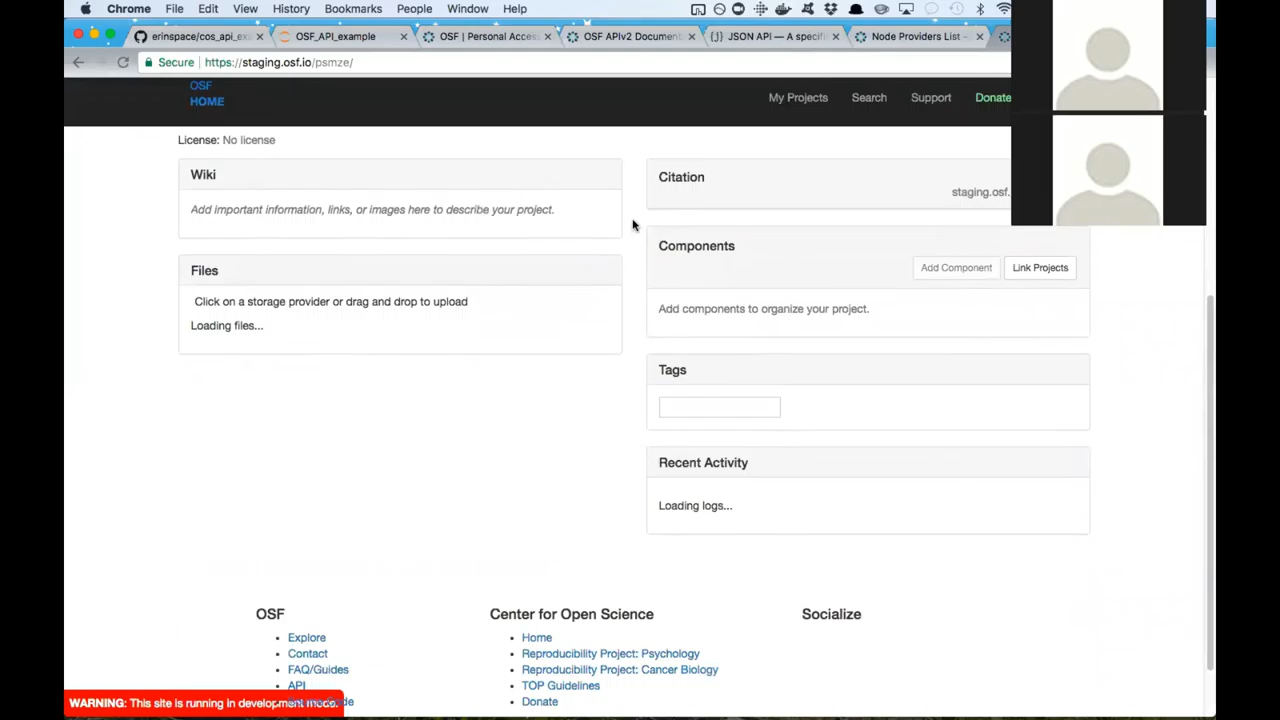 Chrome File Edit View History Bookmarks People Window Help
erinspace/cos_api_ex
OSF_API_example
OSF | Personal Acces
OSF APIv2 Document
{;} JSON API — A specif
Node Providers List -
Secure https://staging.osf.io/psmze/
OSF
HOME
My Projects Search Support Donate
License: No license
Wiki
Add important information, links, or images here to describe your project.
Files
Click on a storage provider or drag and drop to upload
Loading files...
Citation
staging.osf.
Components
Add Component Link Projects
Add components to organize your project.
Tags
Recent Activity
Loading logs...
OSF
Explore
Contact
FAQ/Guides
API
Center for Open Science
Home
Reproducibility Project: Psychology
Reproducibility Project: Cancer Biology
TOP Guidelines
Donate
Socialize
WARNING: This site is running in development mode.